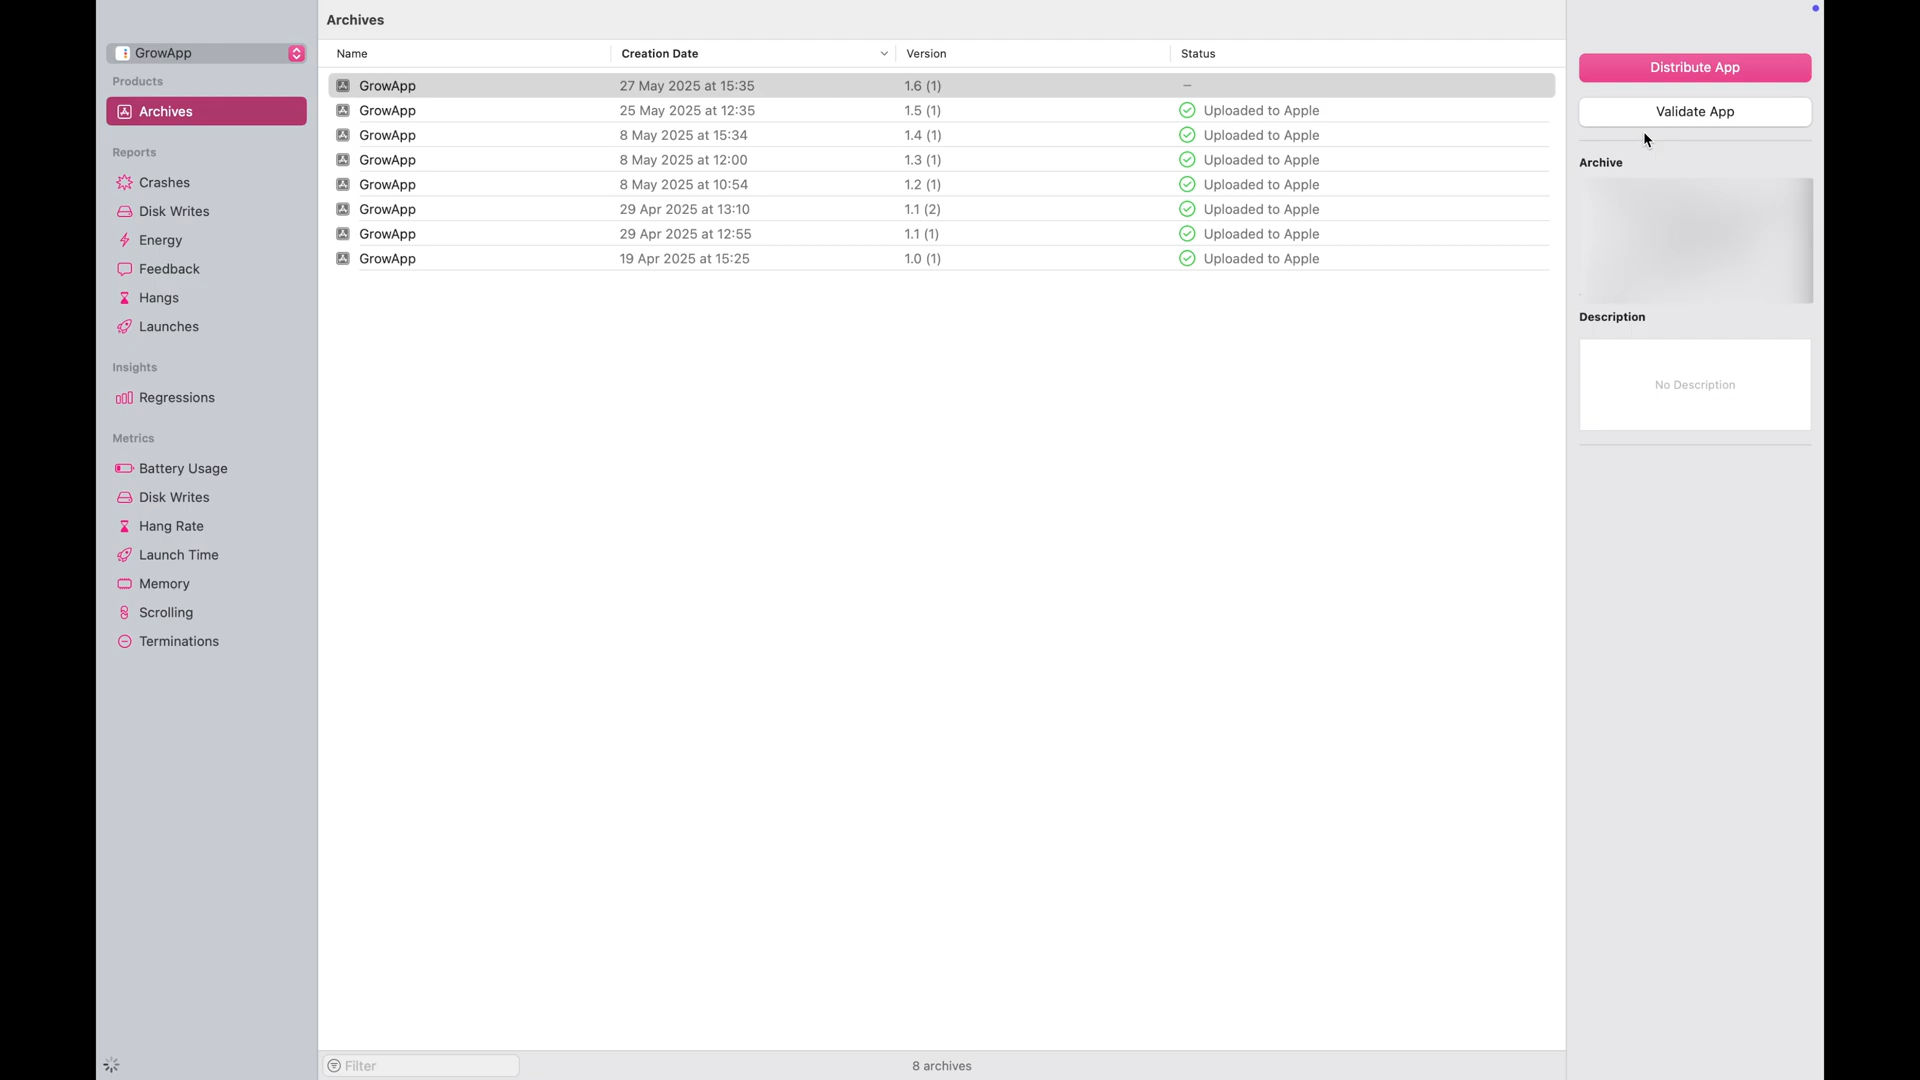 GrowApp
Products
Archives
Reports
Crashes
Disk Writes
Energy
Feedback
Hangs
Launches
Insights
Regressions
Metrics
Battery Usage
Disk Writes
Hang Rate
Launch Time
Memory
Scrolling
Terminations
Archives
Name Creation Date Version Status
GrowApp 27 May 2025 at 15:35 1.6 (1) –
GrowApp 25 May 2025 at 12:35 1.5 (1) Uploaded to Apple
GrowApp 8 May 2025 at 15:34 1.4 (1) Uploaded to Apple
GrowApp 8 May 2025 at 12:00 1.3 (1) Uploaded to Apple
GrowApp 8 May 2025 at 10:54 1.2 (1) Uploaded to Apple
GrowApp 29 Apr 2025 at 13:10 1.1 (2) Uploaded to Apple
GrowApp 29 Apr 2025 at 12:55 1.1 (1) Uploaded to Apple
GrowApp 19 Apr 2025 at 15:25 1.0 (1) Uploaded to Apple
Filter
8 archives
Distribute App
Validate App
Archive
Description
No Description